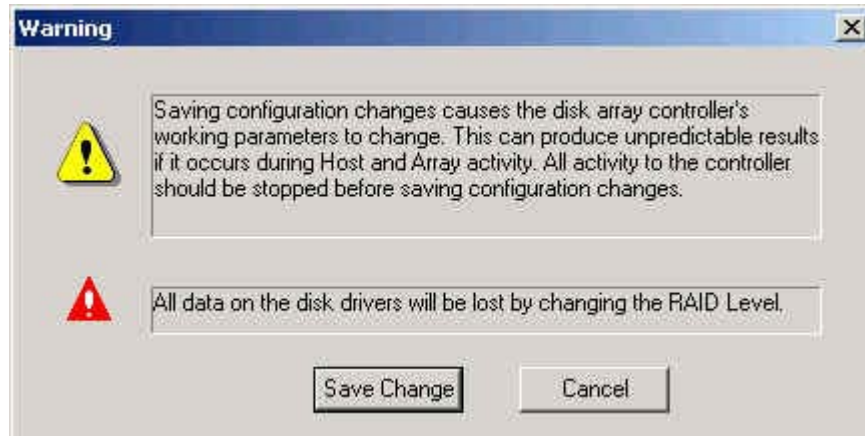 Warning
Saving configuration changes causes the disk array controller's
working parameters to change. This can produce unpredictable results
if it occurs during Host and Array activity. All activity to the controller
should be stopped before saving configuration changes.
All data on the disk drivers will be lost by changing the RAID Level.
Save Change Cancel